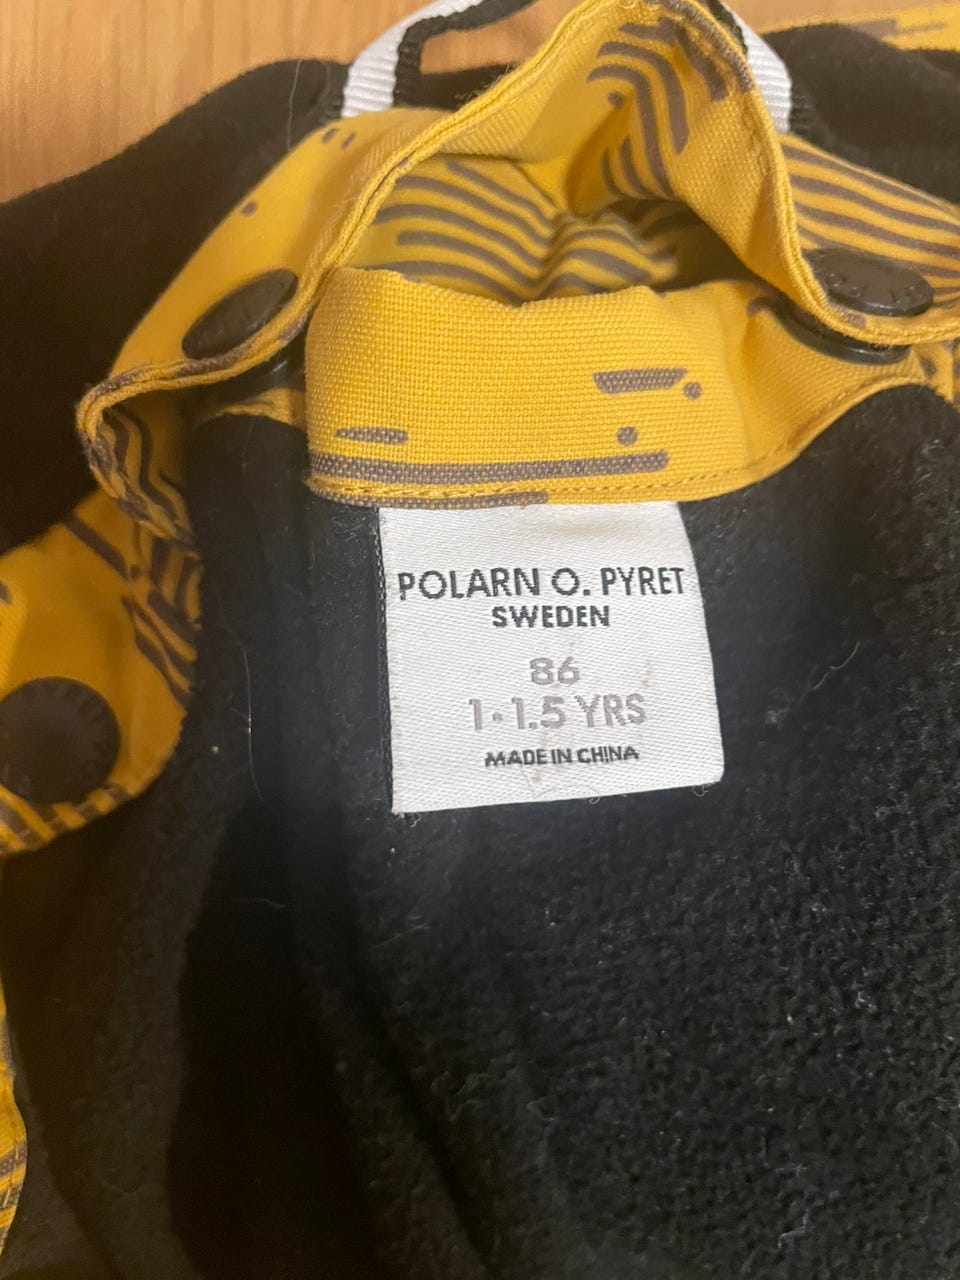 POLARN O. PYRET
SWEDEN
86
1-1.5 YRS
MADE IN CHINA